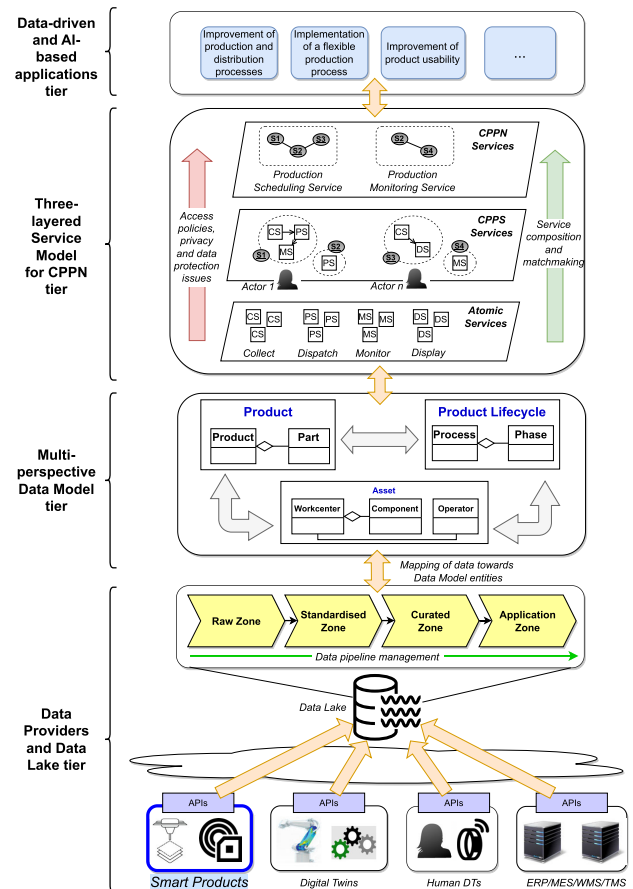 Data-driven
and AI-
based
applications
tier
Improvement of
production and
distribution
processes
Implementation
of a flexible
production
process
Improvement of
product usability
...
Three-
layered
Service
Model
for CPPN
tier
Access
policies,
privacy
and data
protection
issues
CPPN
Services
S1
S2
S3
Production
Scheduling Service
S2
S4
Production
Monitoring Service
CPPS
Services
CS
PS
MS
S1
S2
PS
Actor 1
CS
DS
S3
S4
MS
Actor n
Atomic
Services
CS
CS
CS
Collect
PS
PS
PS
Dispatch
MS
MS
MS
Monitor
DS
DS
DS
Display
Service
composition
and
matchmaking
Multi-
perspective
Data Model
tier
Product
Product
Part
Product Lifecycle
Process
Phase
Asset
Workcenter
Component
Operator
Mapping of data towards
Data Model entities
Data
Providers
and Data
Lake tier
Raw Zone
Standardised
Zone
Curated
Zone
Application
Zone
Data pipeline management
Data Lake
APIs
Smart Products
APIs
Digital Twins
APIs
Human DTs
APIs
ERP/MES/WMS/TMS